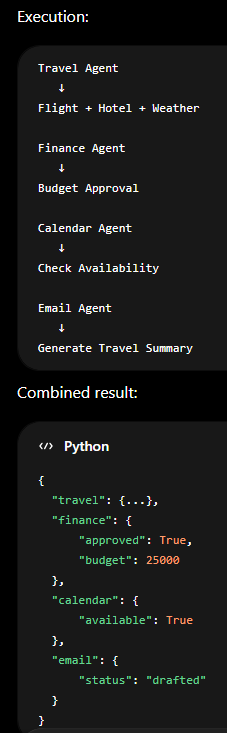 Execution:
Travel Agent
↓
Flight + Hotel + Weather
Finance Agent
↓
Budget Approval
Calendar Agent
↓
Check Availability
Email Agent
↓
Generate Travel Summary
Combined result:
</> Python
{
  "travel": {...},
  "finance": {
      "approved": True,
      "budget": 25000
  },
  "calendar": {
      "available": True
  },
  "email": {
      "status": "drafted"
  }
}